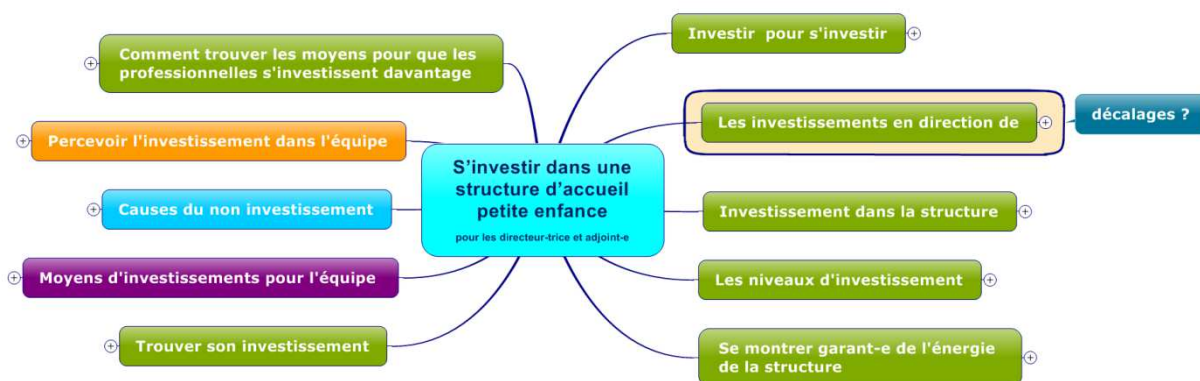 S'investir dans une
structure d'accueil
petite enfance
pour les directeur-trice et adjoint-e
Investir  pour s'investir
Les investissements en direction de
décalages ?
Investissement dans la structure
Les niveaux d'investissement
Se montrer garant-e de l'énergie
de la structure
Comment trouver les moyens pour que les
professionnelles s'investissent davantage
Percevoir l'investissement dans l'équipe
Causes du non investissement
Moyens d'investissements pour l'équipe
Trouver son investissement